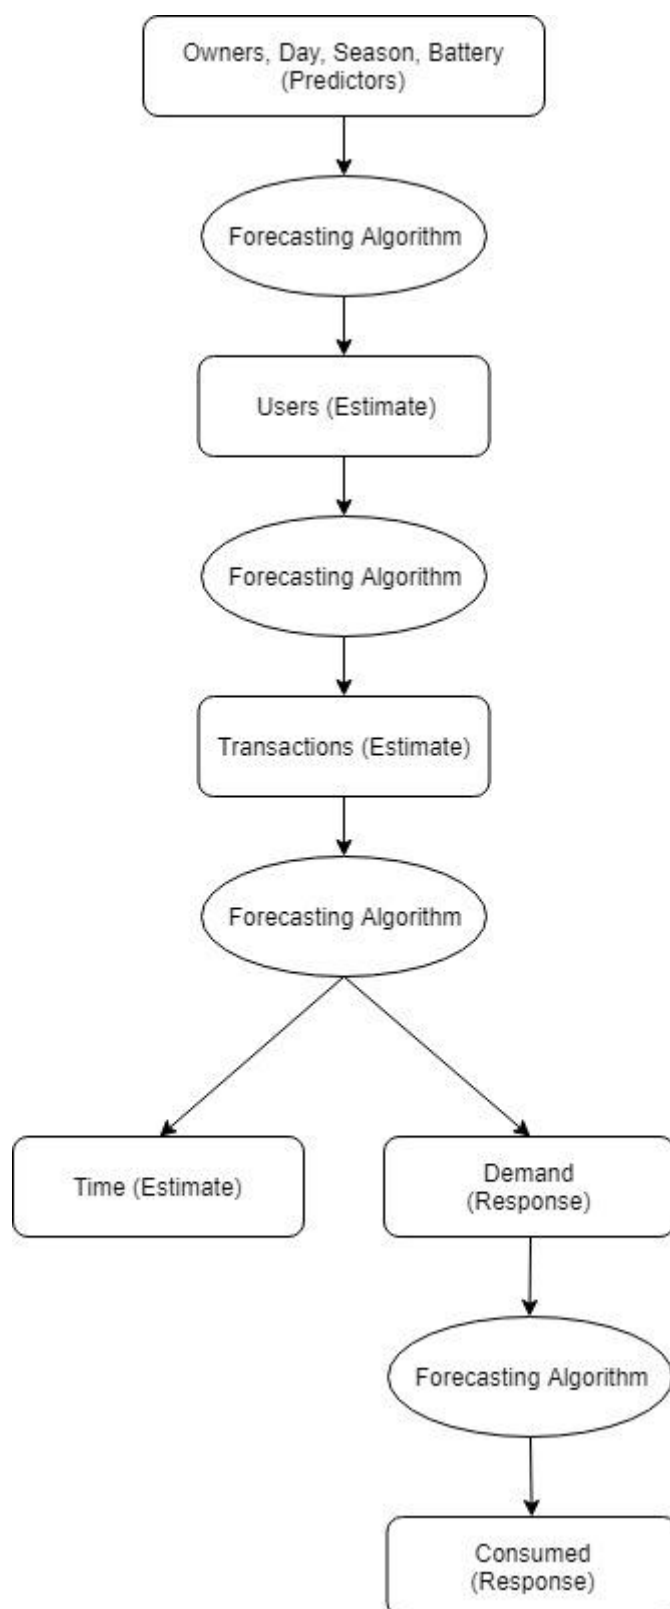 Owners, Day, Season, Battery
(Predictors)
Forecasting Algorithm
Users (Estimate)
Forecasting Algorithm
Transactions (Estimate)
Forecasting Algorithm
Time (Estimate)
Demand
(Response)
Forecasting Algorithm
Consumed
(Response)